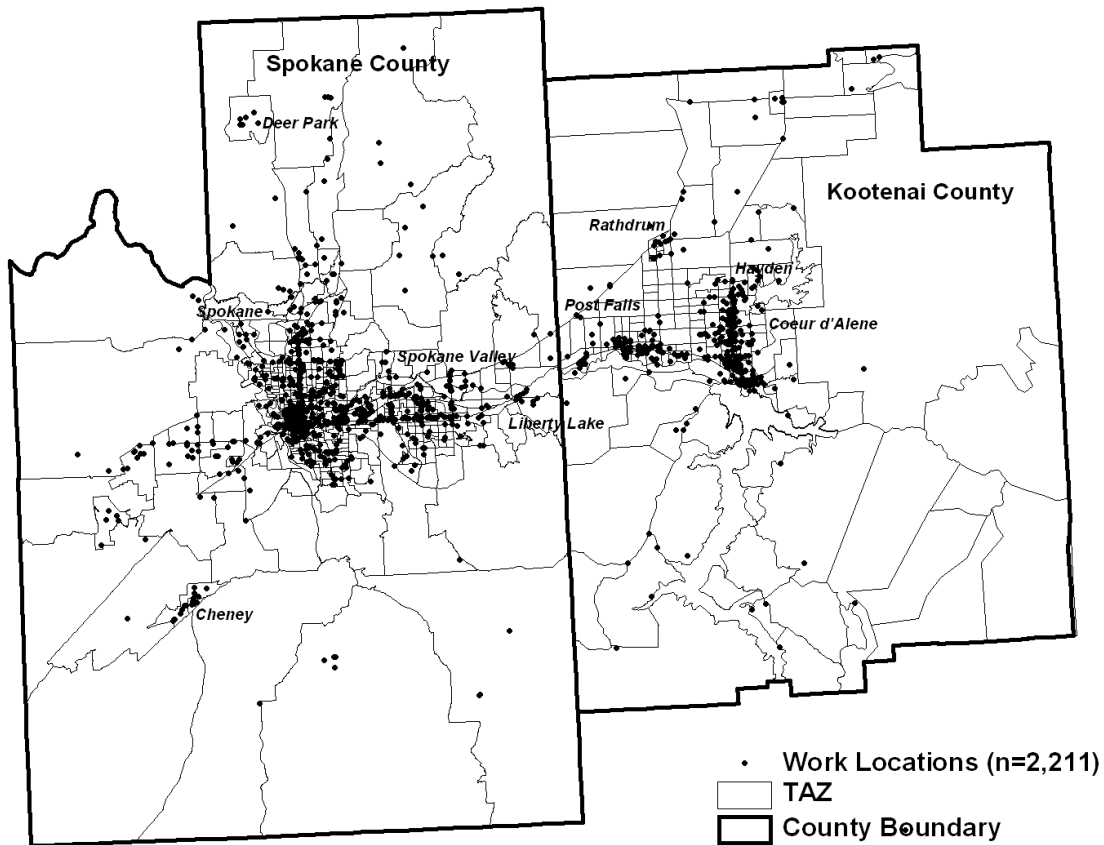 Spokane County
Deer Park
Kootenai County
Rathdrum
Hayden
Post Falls
Spokane
Coeur d'Alene
Spokane Valley
Liberty Lake
Cheney
Work Locations (n=2,211)
TAZ
County Boundary